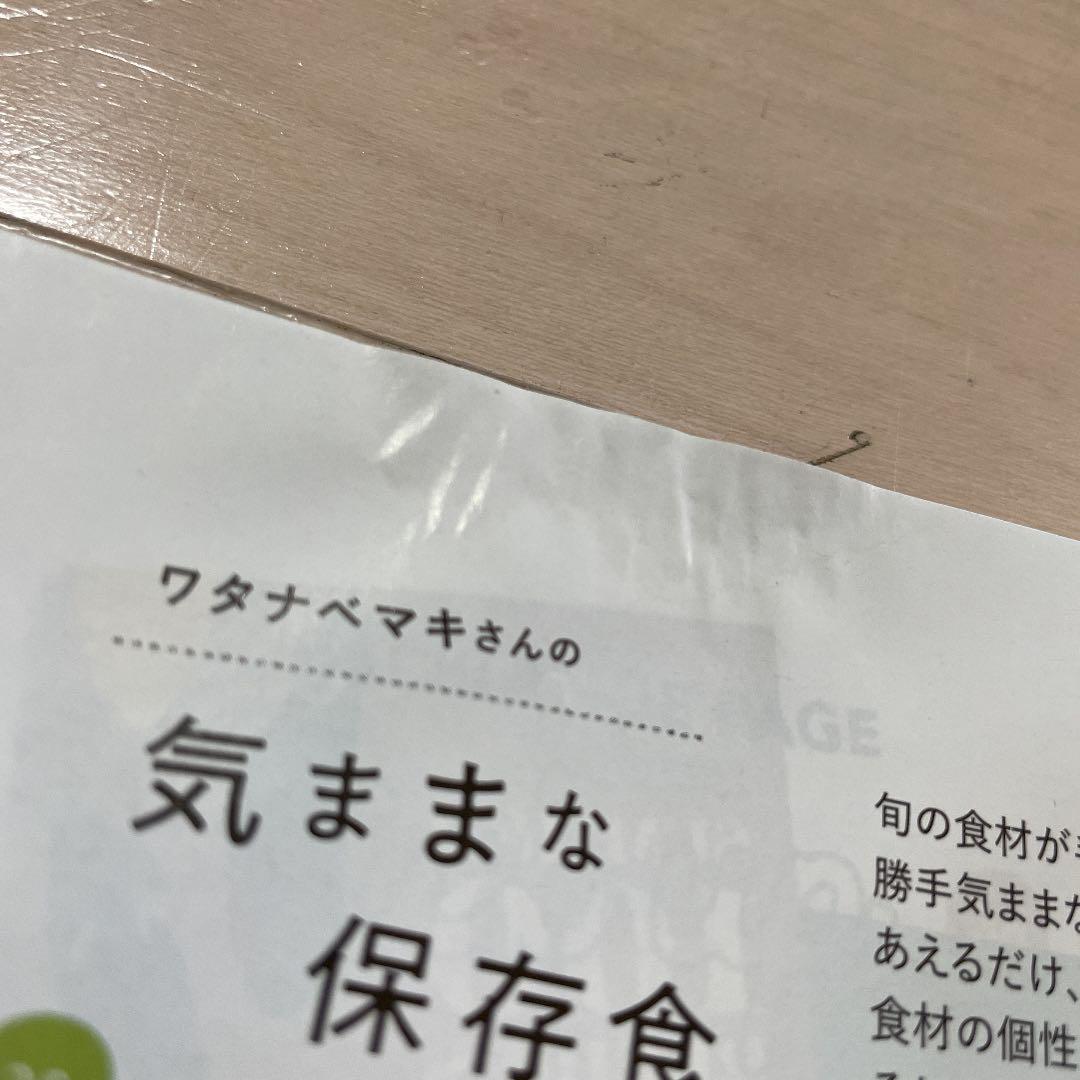 ワタナベマキさんの
気ままな
保存食
旬の食材が
勝手気ままな
あえるだけ、
食材の個性
AGE